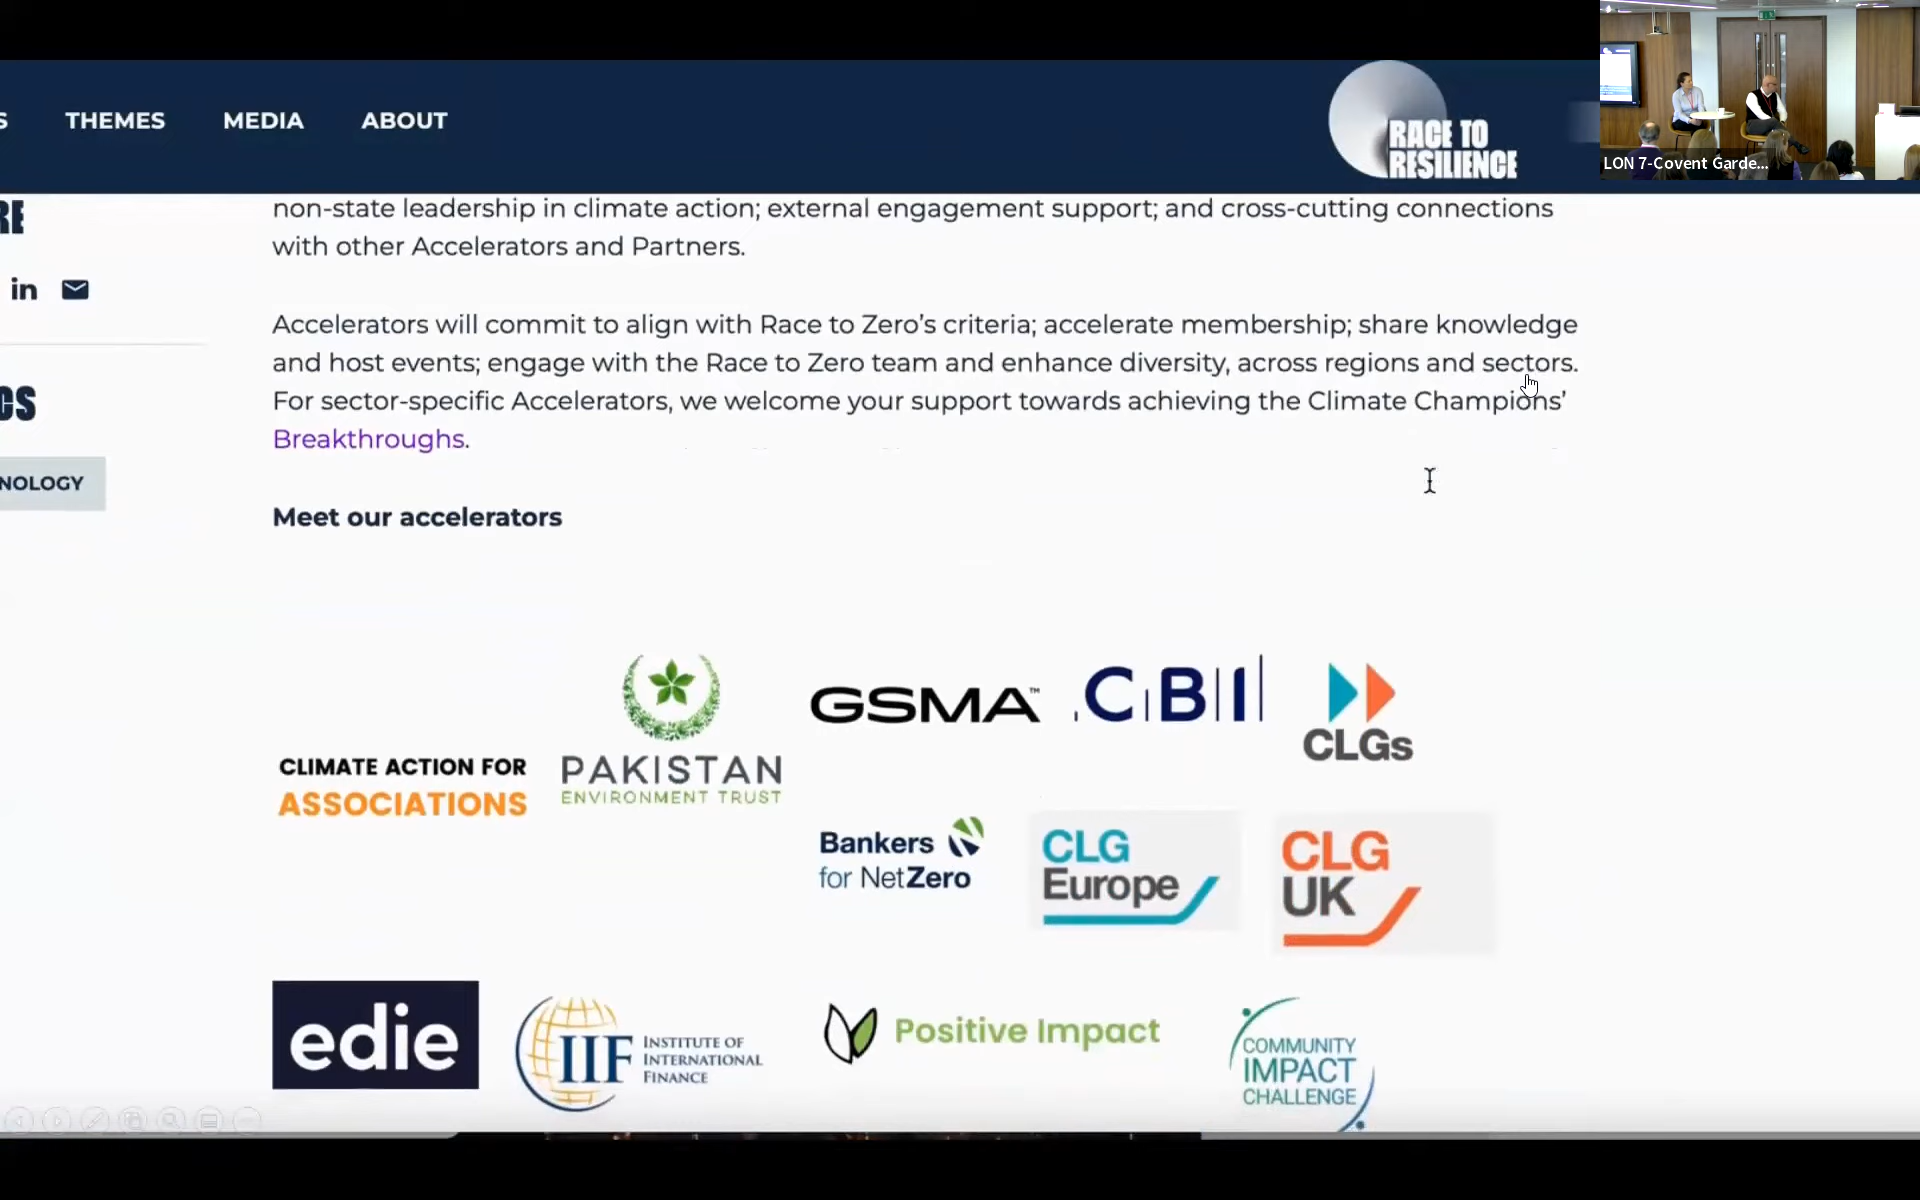 S THEMES MEDIA ABOUT
RACE TO
RESILIENCE
LON 7-Covent Garde...
RE
non-state leadership in climate action; external engagement support; and cross-cutting connections
with other Accelerators and Partners.
in
Accelerators will commit to align with Race to Zero’s criteria; accelerate membership; share knowledge
and host events; engage with the Race to Zero team and enhance diversity, across regions and sectors.
For sector-specific Accelerators, we welcome your support towards achieving the Climate Champions’
Breakthroughs.
CS
NOLOGY
Meet our accelerators
CLIMATE ACTION FOR
ASSOCIATIONS
PAKISTAN
ENVIRONMENT TRUST
GSMA™
CBI
CLGs
Bankers
for NetZero
CLG
Europe
CLG
UK
edie
IIF
INSTITUTE OF
INTERNATIONAL
FINANCE
Positive Impact
COMMUNITY
IMPACT
CHALLENGE